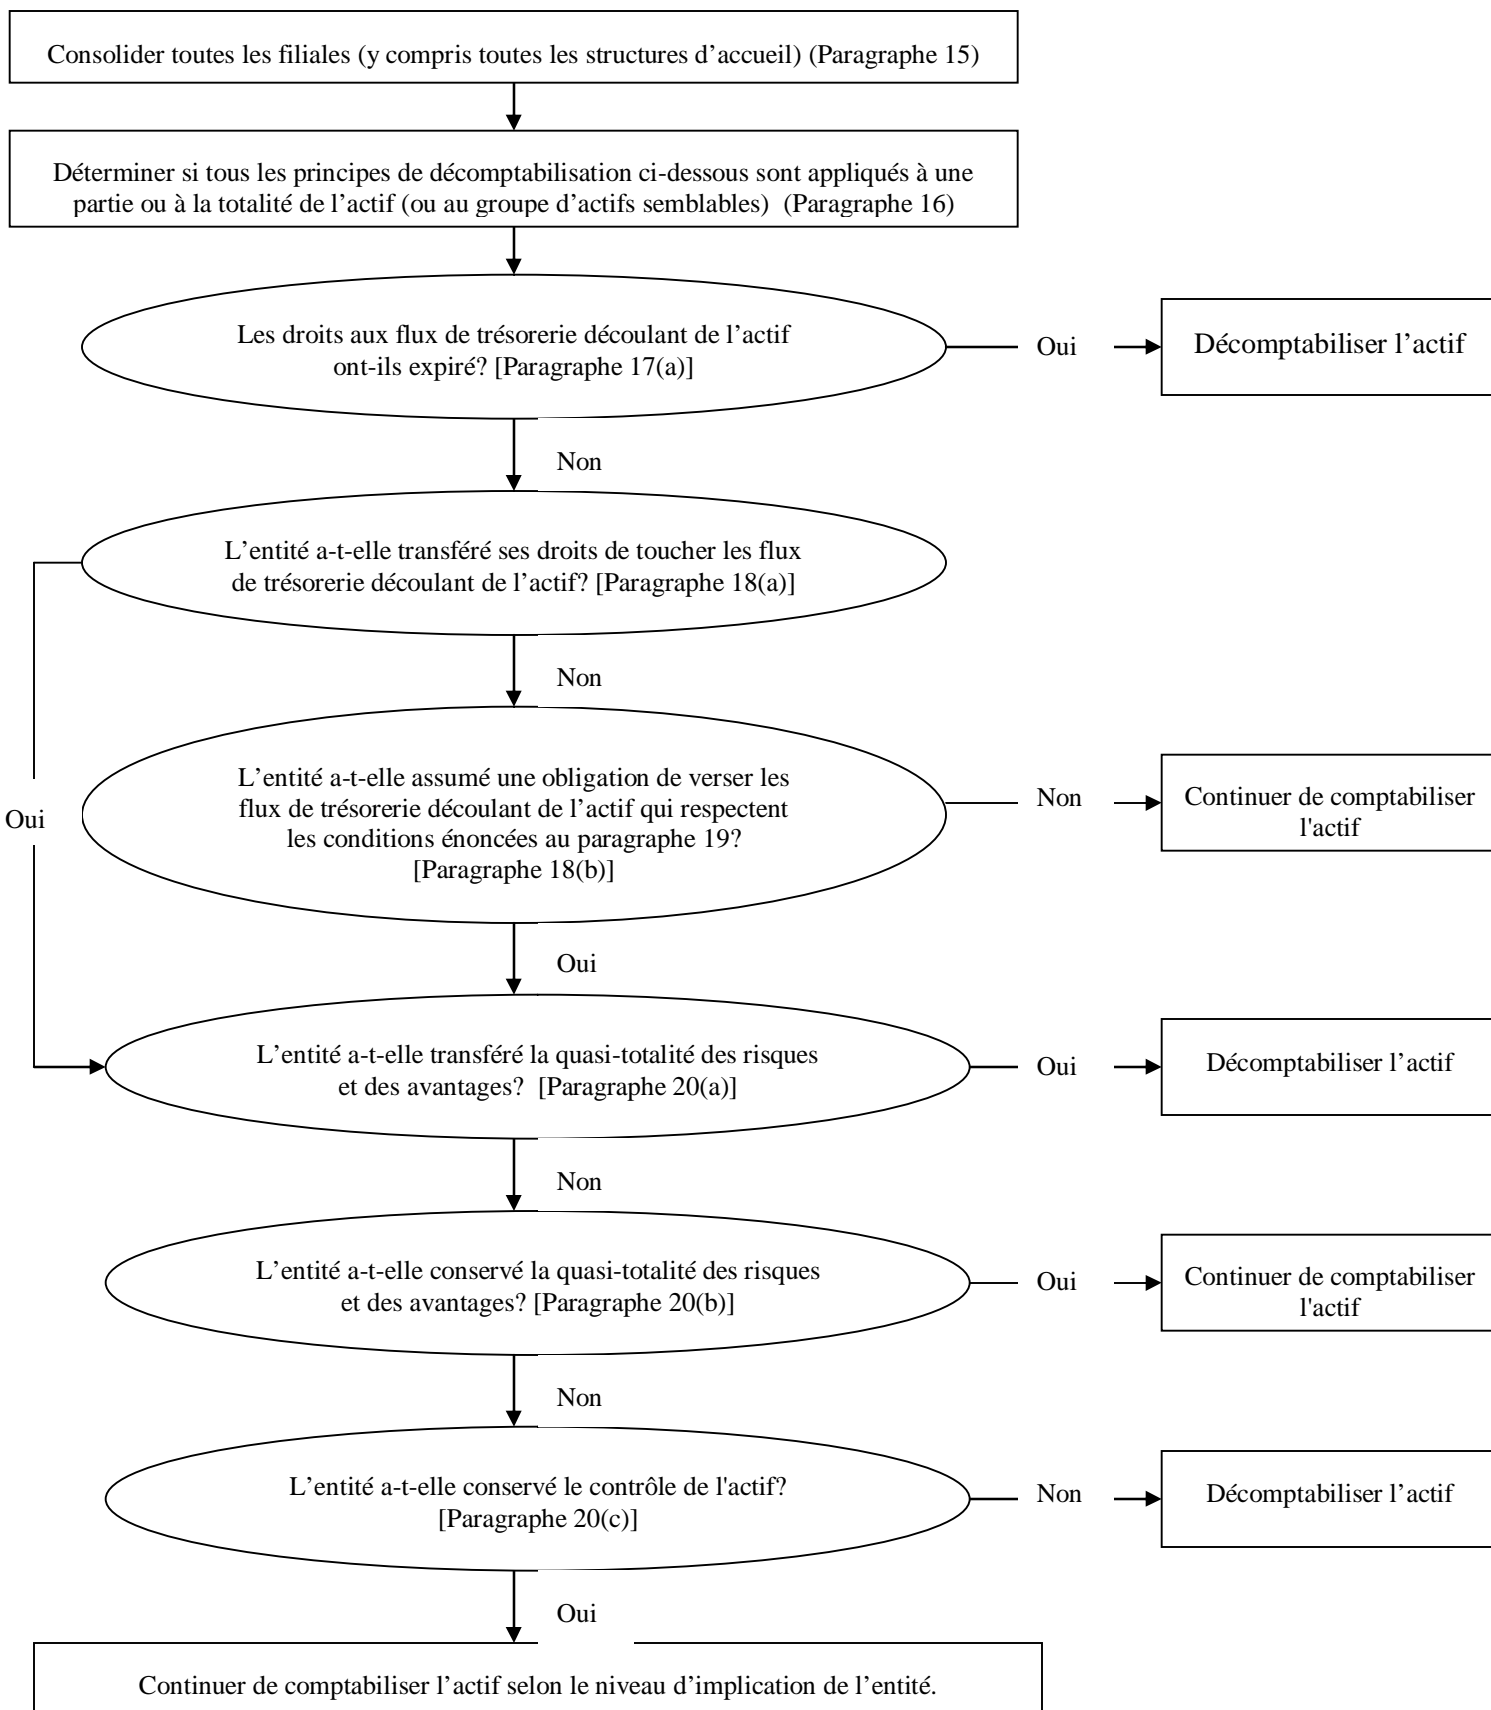 Consolider toutes les filiales (y compris toutes les structures d’accueil) (Paragraphe 15)
Déterminer si tous les principes de décomptabilisation ci-dessous sont appliqués à une
partie ou à la totalité de l’actif (ou au groupe d’actifs semblables) (Paragraphe 16)
Les droits aux flux de trésorerie découlant de l’actif
ont-ils expiré? [Paragraphe 17(a)]
Oui
Décomptabiliser l’actif
Non
L’entité a-t-elle transféré ses droits de toucher les flux
de trésorerie découlant de l’actif? [Paragraphe 18(a)]
Non
L’entité a-t-elle assumé une obligation de verser les
flux de trésorerie découlant de l’actif qui respectent
les conditions énoncées au paragraphe 19?
[Paragraphe 18(b)]
Non
Continuer de comptabiliser
l'actif
Oui
Oui
L’entité a-t-elle transféré la quasi-totalité des risques
et des avantages? [Paragraphe 20(a)]
Oui
Décomptabiliser l’actif
Non
L’entité a-t-elle conservé la quasi-totalité des risques
et des avantages? [Paragraphe 20(b)]
Oui
Continuer de comptabiliser
l'actif
Non
L’entité a-t-elle conservé le contrôle de l'actif?
[Paragraphe 20(c)]
Non
Décomptabiliser l’actif
Oui
Continuer de comptabiliser l’actif selon le niveau d’implication de l’entité.